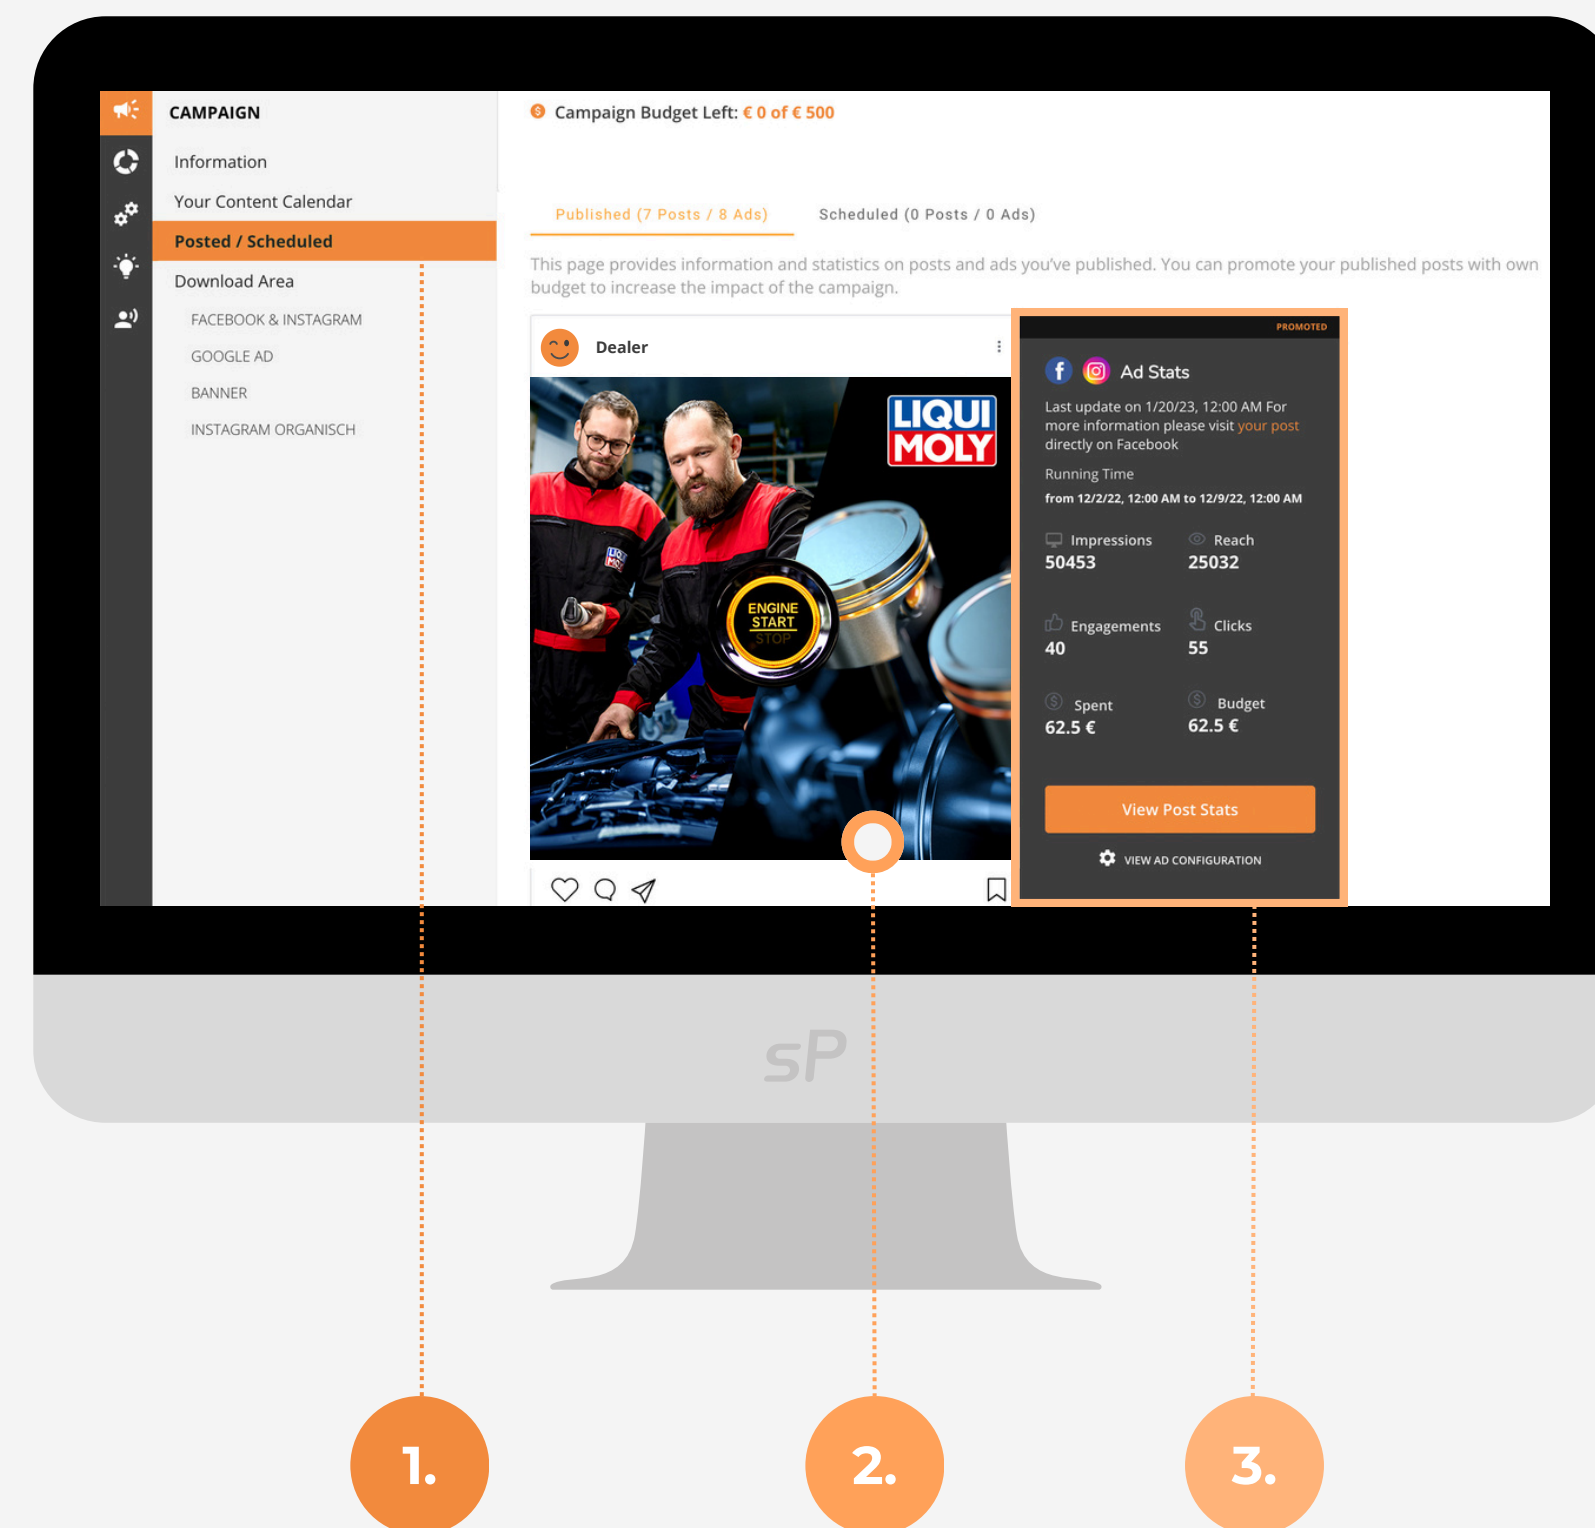 CAMPAIGN
Information
Your Content Calendar
Posted / Scheduled
Download Area
FACEBOOK & INSTAGRAM
GOOGLE AD
BANNER
INSTAGRAM ORGANISCH
Campaign Budget Left: € 0 of € 500
Published (7 Posts / 8 Ads)
Scheduled (0 Posts / 0 Ads)
This page provides information and statistics on posts and ads you've published. You can promote your published posts with own
budget to increase the impact of the campaign.
Dealer
LIQUI
MOLY
LIQUI
MOLY
ENGINE
START
STOP
PROMOTED
Ad Stats
Last update on 1/20/23, 12:00 AM For
more information please visit your post
directly on Facebook
Running Time
from 12/2/22, 12:00 AM to 12/9/22, 12:00 AM
Impressions
50453
Reach
25032
Engagements
40
Clicks
55
Spent
62.5 €
Budget
62.5 €
View Post Stats
VIEW AD CONFIGURATION
sP
1.
2.
3.